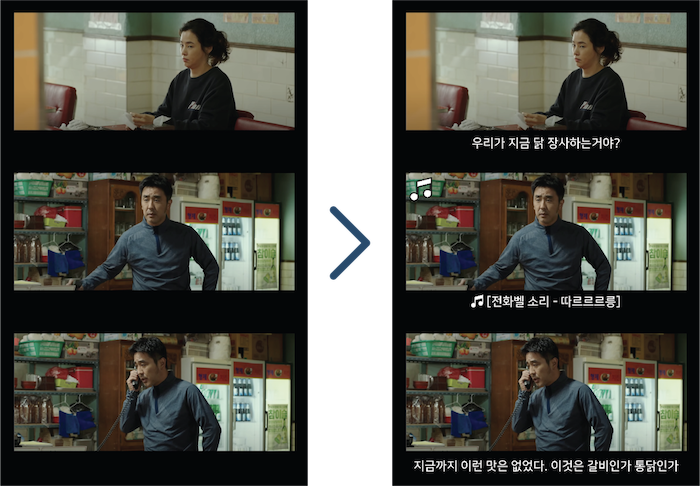 우리가 지금 닭 장사하는거야?
[전화벨 소리 - 따르르르릉]
지금까지 이런 맛은 없었다. 이것은 갈비인가 통닭인가